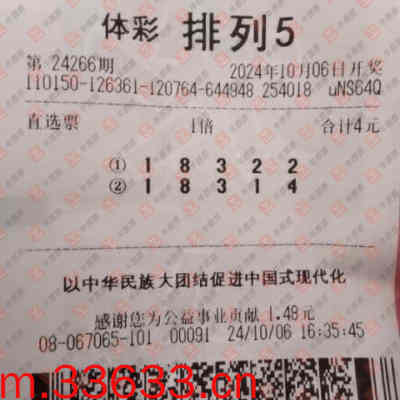 体彩 排列5
第 24266期 2024年10月06日开奖
110150-126361-120764-644948 254018 uNS64Q
直选票 1倍 合计4元
① 1 8 3 2 2
② 1 8 3 1 4
以中华民族大团结促进中国式现代化
感谢您为公益事业贡献 1.48元
08-067065-101 00091 24/10/06 16:35:45
m.33633.cn